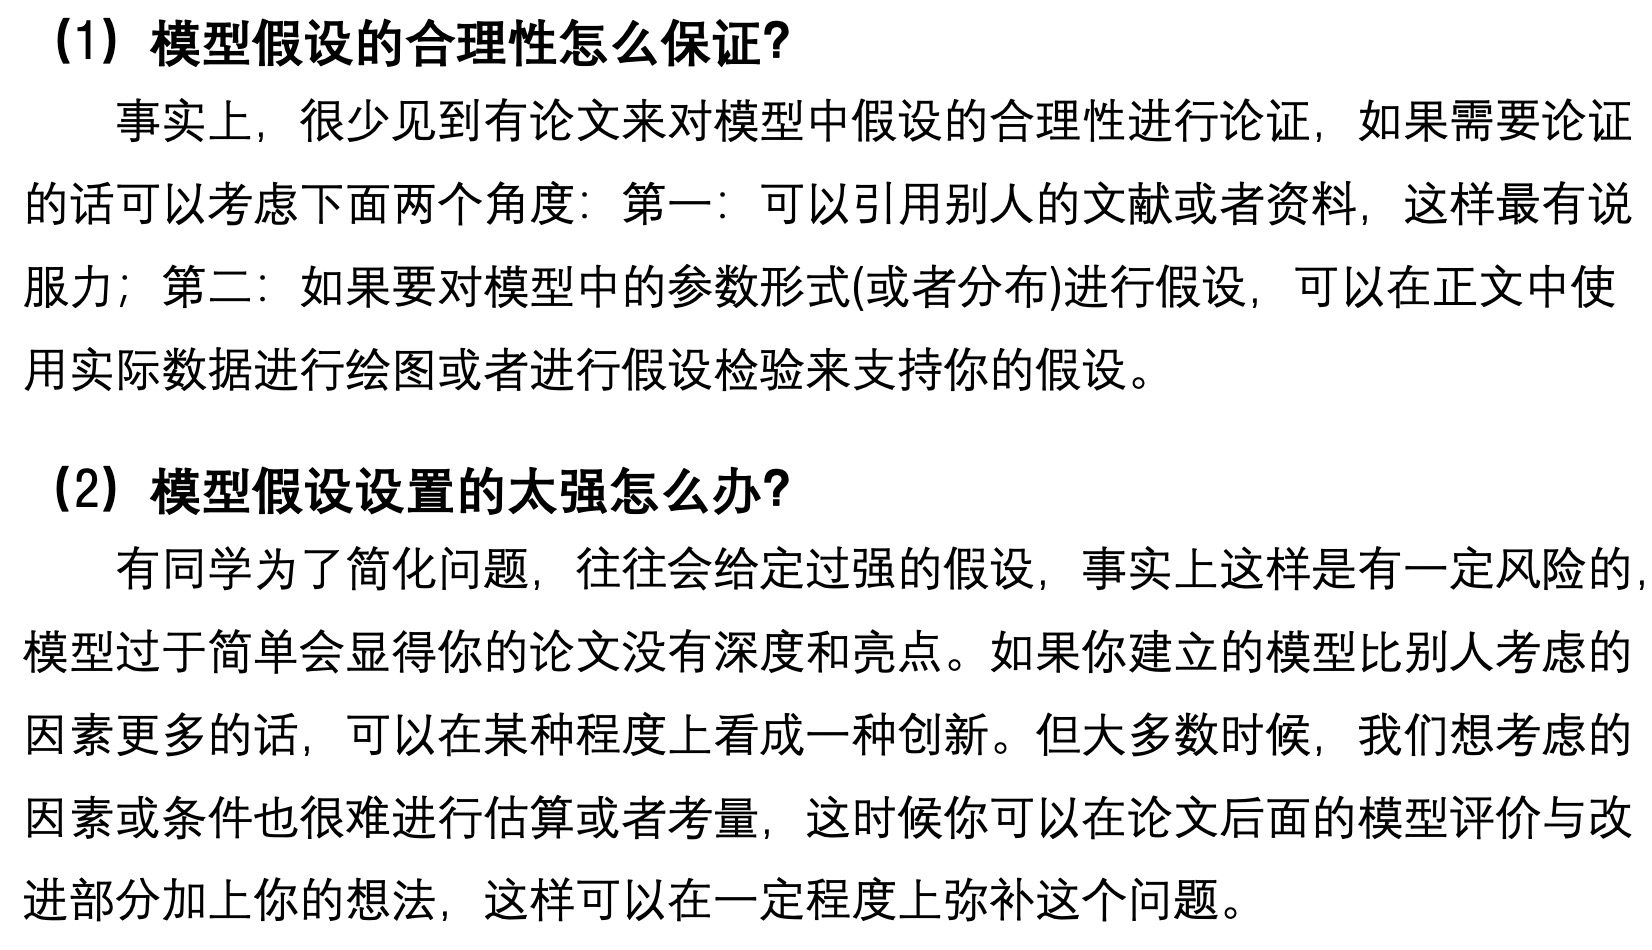 （1）模型假设的合理性怎么保证？
事实上，很少见到有论文来对模型中假设的合理性进行论证，如果需要论证
的话可以考虑下面两个角度：第一：可以引用别人的文献或者资料，这样最有说
服力；第二：如果要对模型中的参数形式(或者分布)进行假设，可以在正文中使
用实际数据进行绘图或者进行假设检验来支持你的假设。
（2）模型假设设置的太强怎么办？
有同学为了简化问题，往往会给定过强的假设，事实上这样是有一定风险的，
模型过于简单会显得你的论文没有深度和亮点。如果你建立的模型比别人考虑的
因素更多的话，可以在某种程度上看成一种创新。但大多数时候，我们想考虑的
因素或条件也很难进行估算或者考量，这时候你可以在论文后面的模型评价与改
进部分加上你的想法，这样可以在一定程度上弥补这个问题。